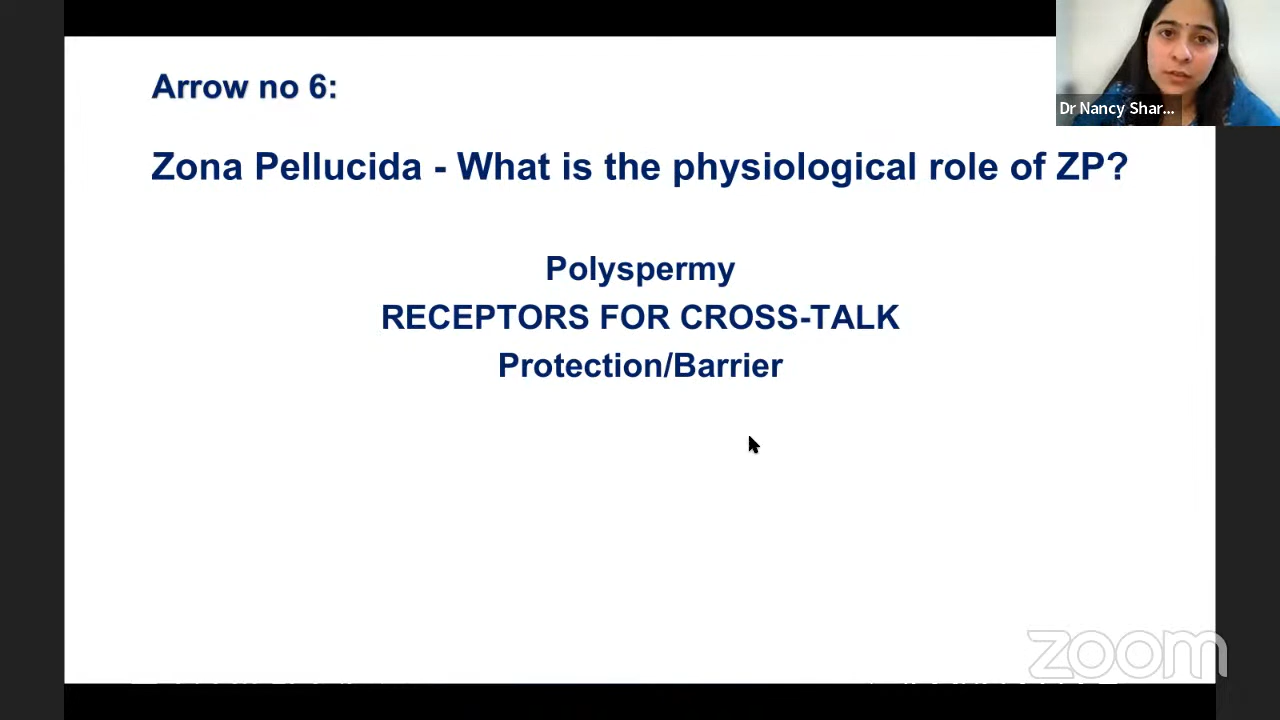 Arrow no 6:
Dr Nancy Shar...
Zona Pellucida - What is the physiological role of ZP?
Polyspermy
RECEPTORS FOR CROSS-TALK
Protection/Barrier
zoom